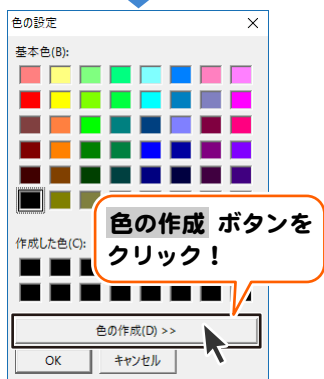 色の設定
基本色(B):
色の作成 ボタンを
クリック！
作成した色(C):
色の作成(D) >>
OK キャンセル